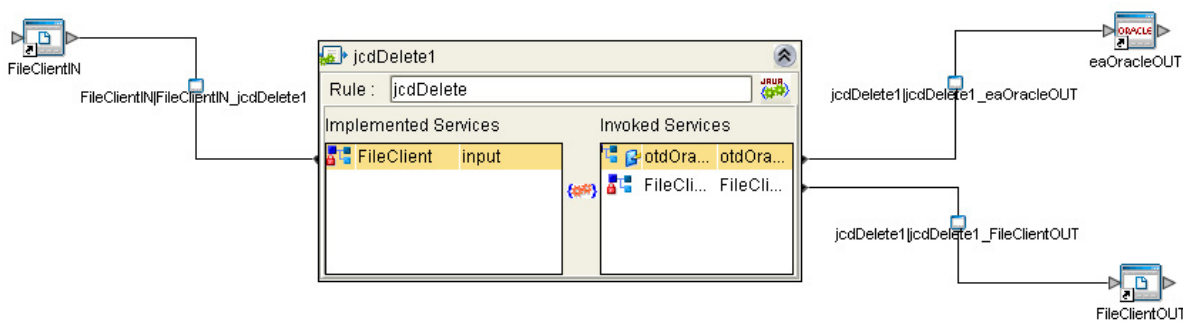 FileClientIN
FileClientIN|FileClientIN_jcdDelete1
jcdDelete1
Rule : jcdDelete
JAVA
Implemented Services
Invoked Services
FileClient input
otdOra... otdOra...
FileCli... FileCli...
ORACLE
eaOracleOUT
jcdDelete1|jcdDelete1_eaOracleOUT
jcdDelete1|jcdDelete1_FileClientOUT
FileClientOUT